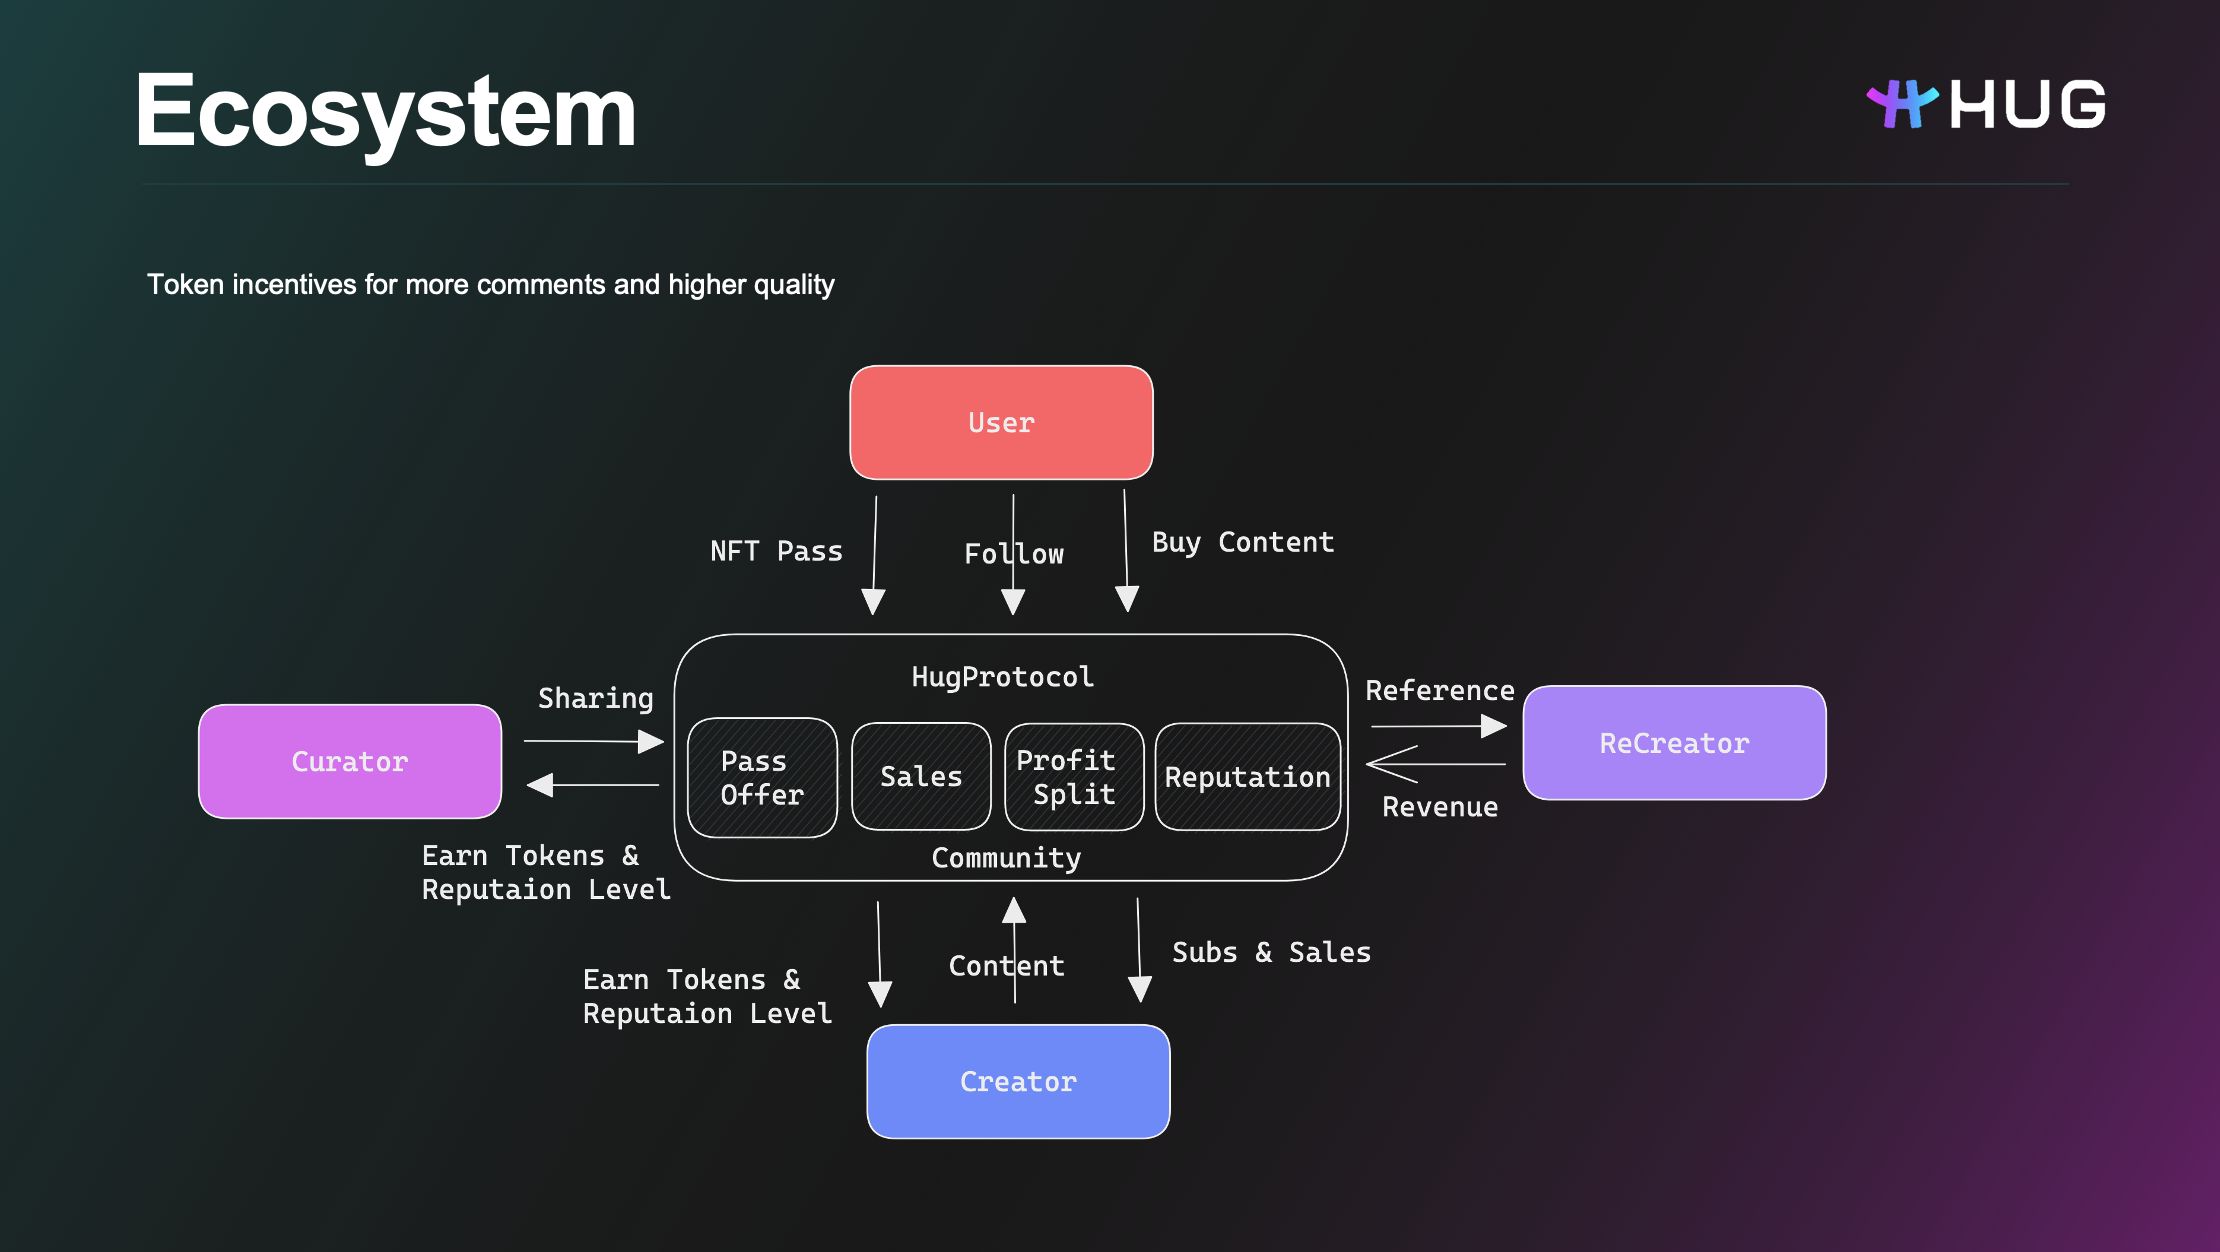 Ecosystem
HUG
Token incentives for more comments and higher quality
User
NFT Pass
Follow
Buy Content
HugProtocol
Sharing
Reference
Curator
Pass
Offer
Sales
Profit
Split
Reputation
ReCreator
Revenue
Community
Earn Tokens &
Reputaion Level
Earn Tokens &
Reputaion Level
Content
Subs & Sales
Creator